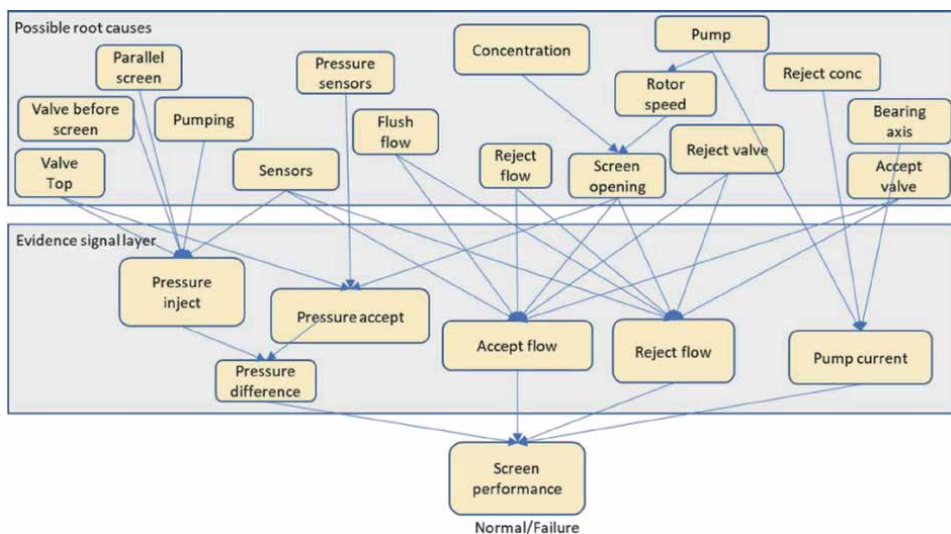 Possible root causes
Parallel
screen
Pressure
sensors
Concentration
Pump
Reject conc
Rotor
speed
Valve before
screen
Pumping
Flush
flow
Bearing
axis
Valve
Top
Sensors
Reject
flow
Screen
opening
Reject valve
Accept
valve
Evidence signal layer
Pressure
inject
Pressure accept
Accept flow
Reject flow
Pump current
Pressure
difference
Screen
performance
Normal/Failure